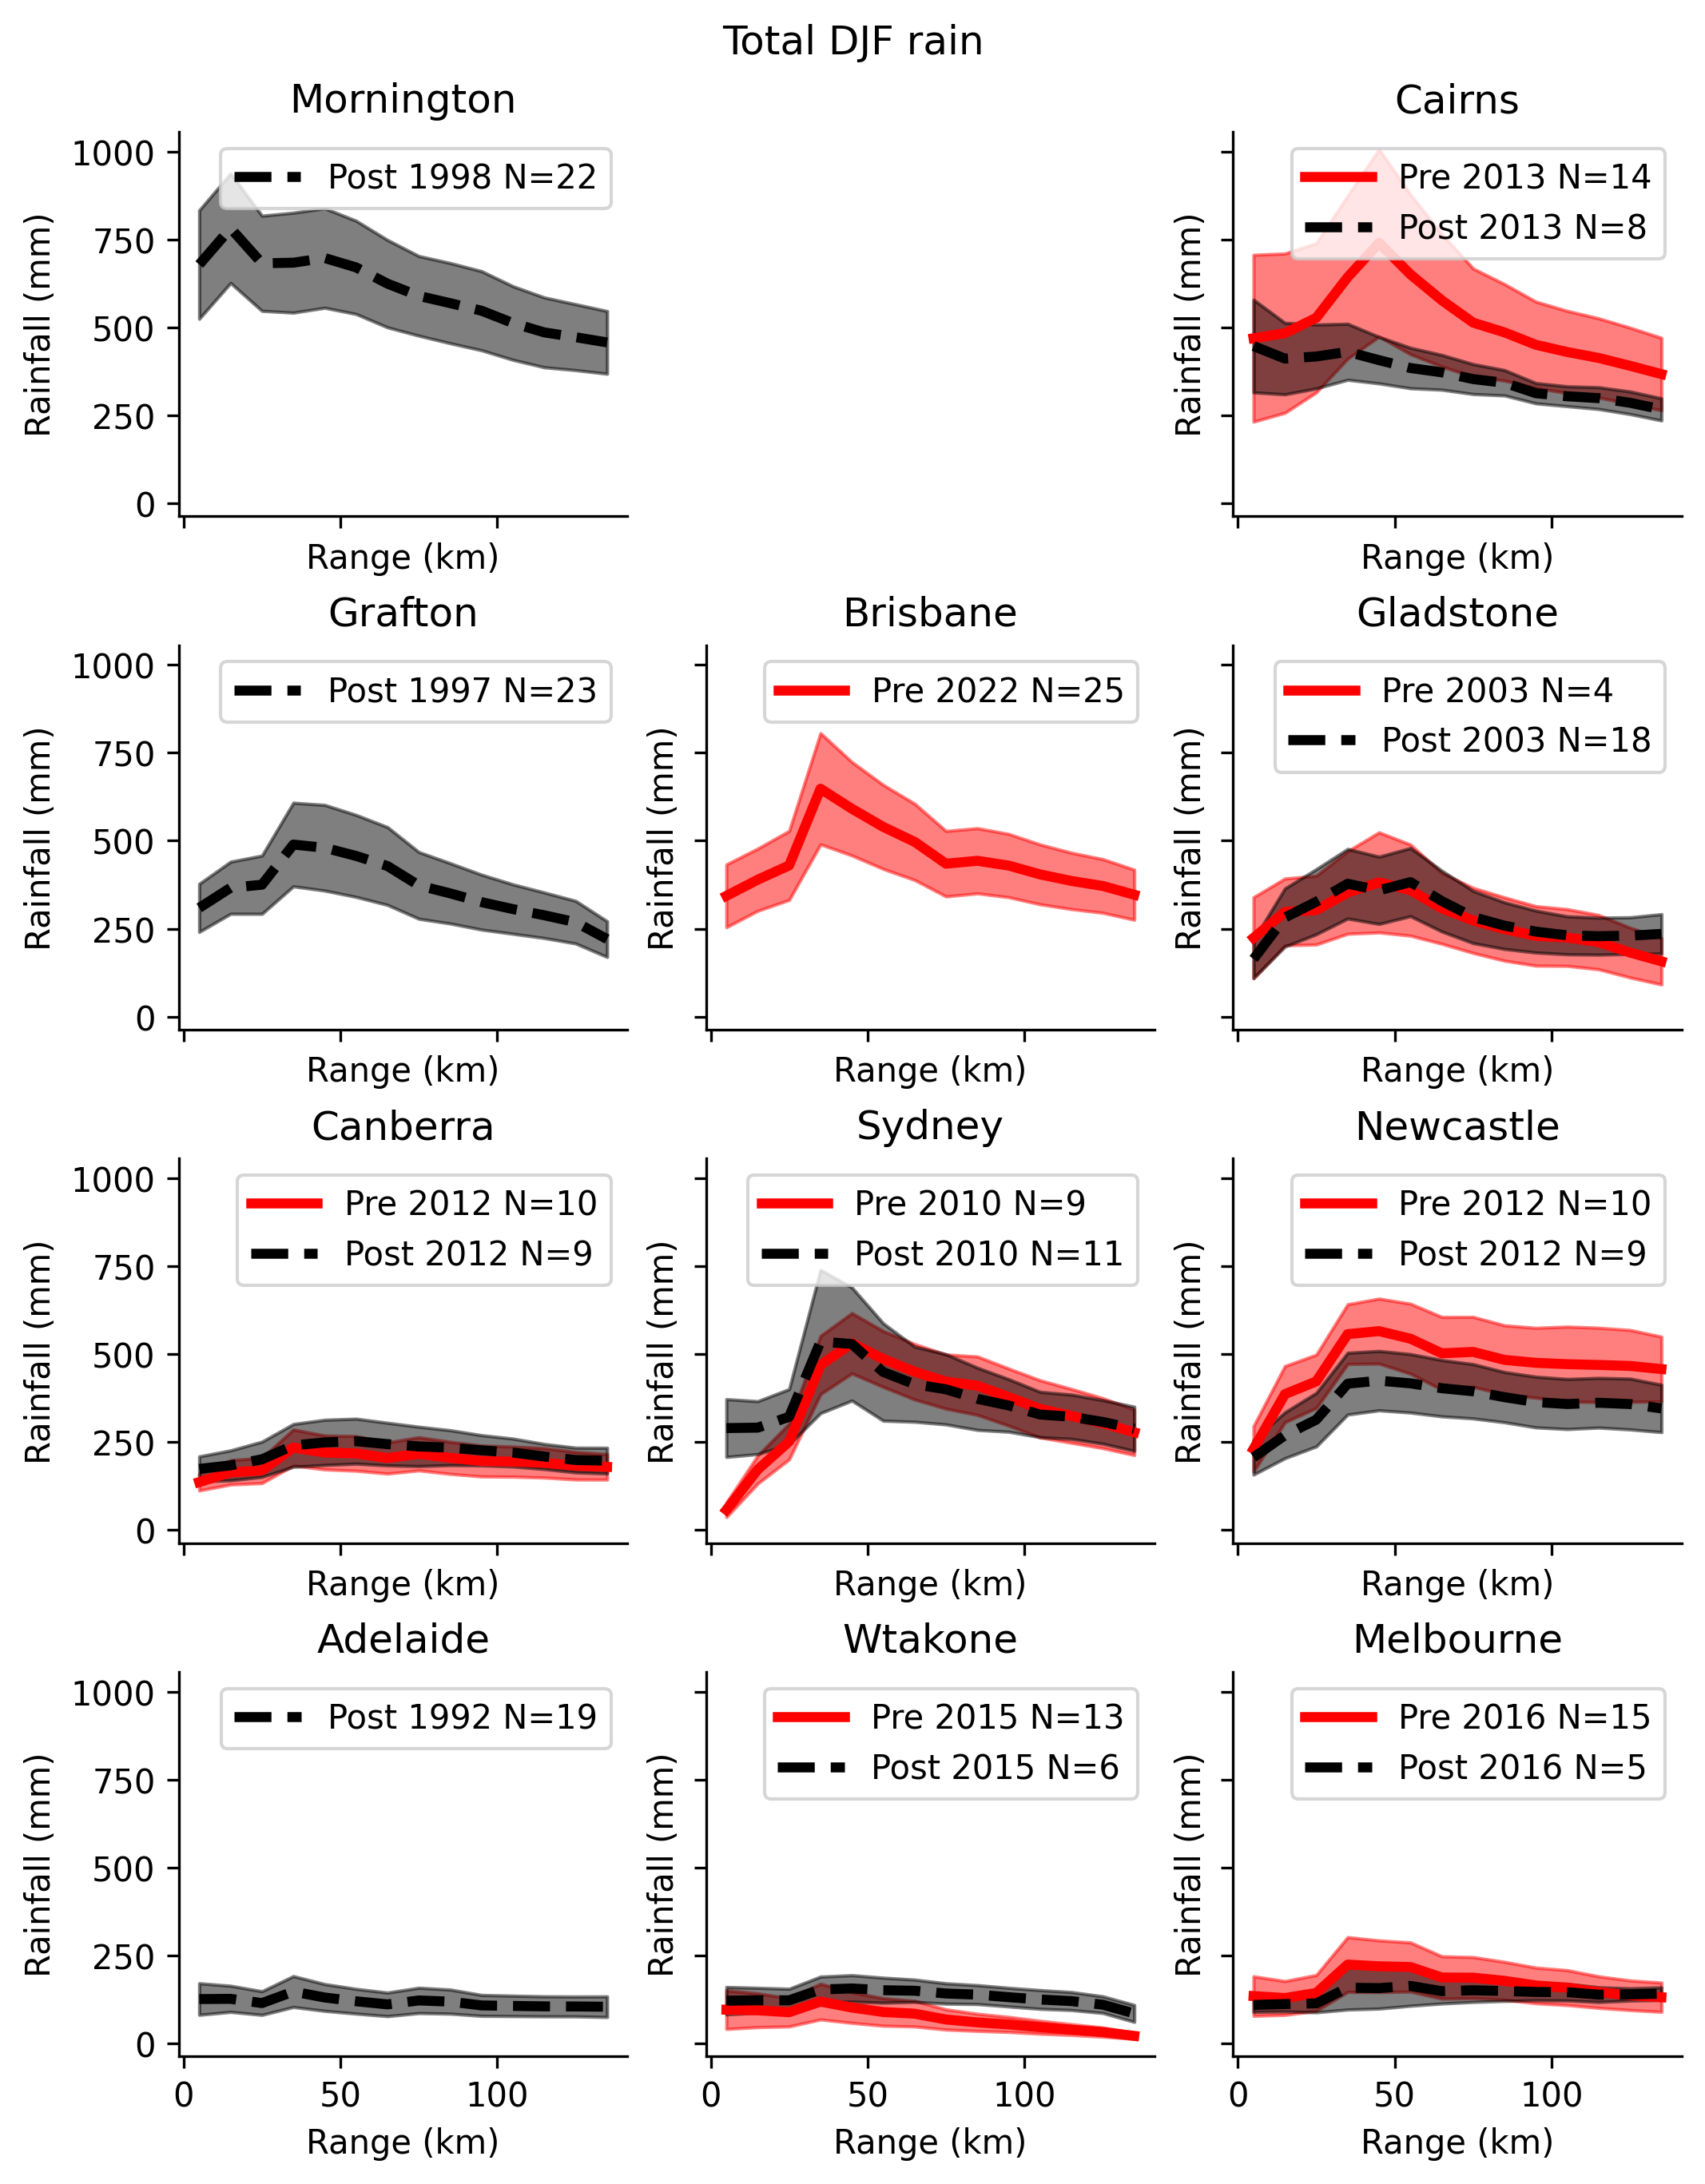 Total DJF rain
Mornington
Rainfall (mm)
1000
750
500
250
0
Post 1998 N=22
Range (km)
Cairns
Rainfall (mm)
Pre 2013 N=14
Post 2013 N=8
Range (km)
Grafton
Rainfall (mm)
1000
750
500
250
0
Post 1997 N=23
Range (km)
Brisbane
Rainfall (mm)
Pre 2022 N=25
Range (km)
Gladstone
Rainfall (mm)
Pre 2003 N=4
Post 2003 N=18
Range (km)
Canberra
Rainfall (mm)
1000
750
500
250
0
Pre 2012 N=10
Post 2012 N=9
Range (km)
Sydney
Rainfall (mm)
Pre 2010 N=9
Post 2010 N=11
Range (km)
Newcastle
Rainfall (mm)
Pre 2012 N=10
Post 2012 N=9
Range (km)
Adelaide
Rainfall (mm)
1000
750
500
250
0
Post 1992 N=19
0 50 100
Range (km)
Wtakone
Rainfall (mm)
Pre 2015 N=13
Post 2015 N=6
0 50 100
Range (km)
Melbourne
Rainfall (mm)
Pre 2016 N=15
Post 2016 N=5
0 50 100
Range (km)